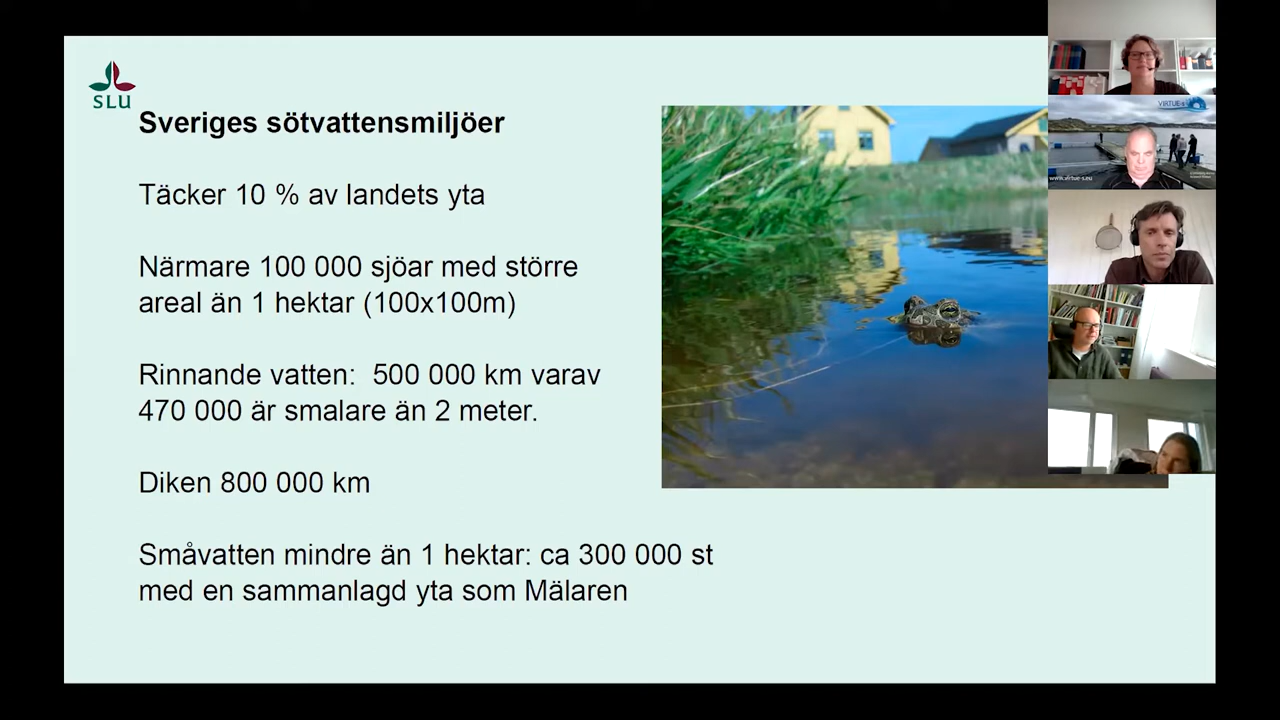 SLU
Sveriges sötvattensmiljöer
Täcker 10 % av landets yta
Närmare 100 000 sjöar med större
areal än 1 hektar (100x100m)
Rinnande vatten:  500 000 km varav
470 000 är smalare än 2 meter.
Diken 800 000 km
Småvatten mindre än 1 hektar: ca 300 000 st
med en sammanlagd yta som Mälaren
VIRTUE-s
www.virtue-s.eu